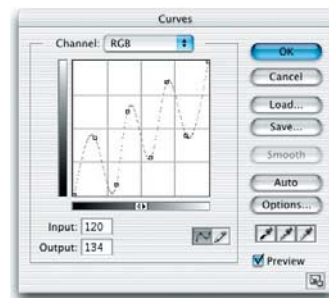 Curves
Channel: RGB
OK
Cancel
Load...
Save...
Smooth
Auto
Options...
Input: 120
Output: 134
Preview